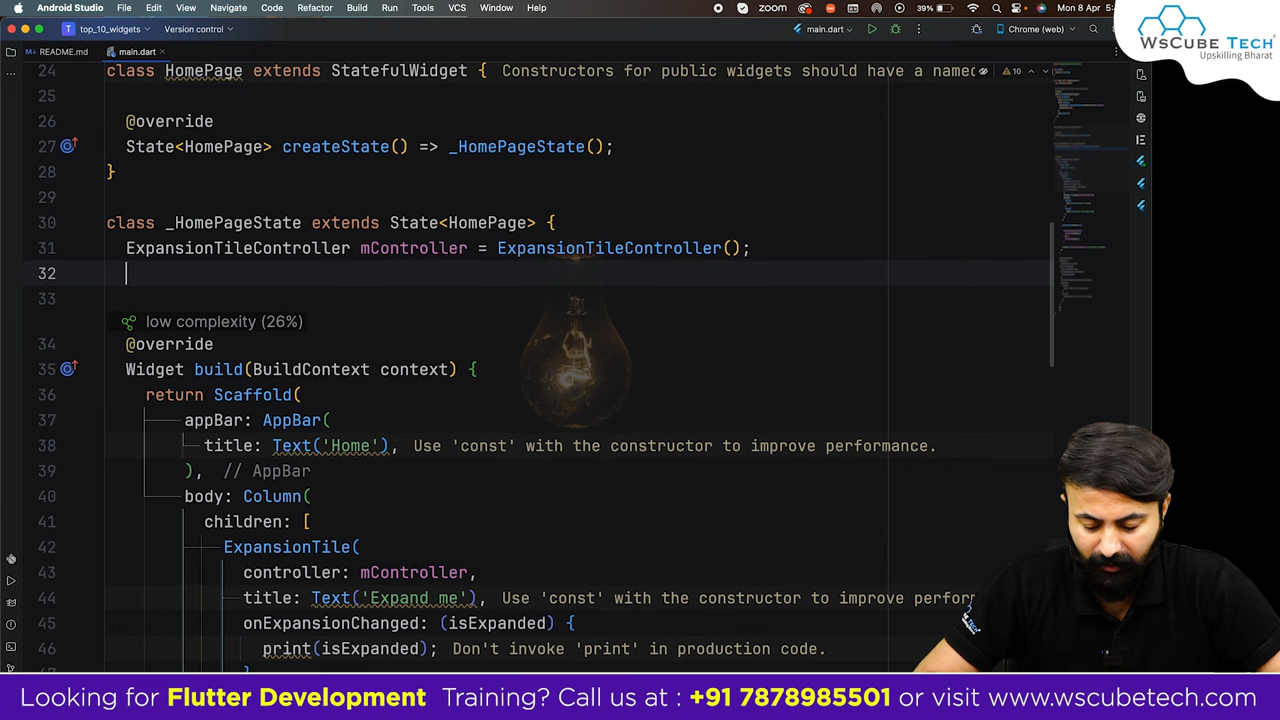 Android Studio File Edit View Navigate Code Refactor Build Run Tools VCS Window Help zoom 39% Mon 8 Apr
T top_10_widgets Version control main.dart Chrome (web)
WsCube Tech
Upskilling Bharat
README.md main.dart
24 class HomePage extends StatefulWidget { Constructors for public widgets should have a named 10
25
26 @override
27 State<HomePage> createState() => _HomePageState();
28 }
29
30 class _HomePageState extends State<HomePage> {
31 ExpansionTileController mController = ExpansionTileController();
32
33
low complexity (26%)
34 @override
35 Widget build(BuildContext context) {
36 return Scaffold(
37 appBar: AppBar(
38 title: Text('Home'), Use 'const' with the constructor to improve performance.
39 ), // AppBar
40 body: Column(
41 children: [
42 ExpansionTile(
43 controller: mController,
44 title: Text('Expand me'), Use 'const' with the constructor to improve perform
45 onExpansionChanged: (isExpanded) {
46 print(isExpanded); Don't invoke 'print' in production code.
47 }
Looking for Flutter Development Training? Call us at : +91 7878985501 or visit www.wscubetech.com